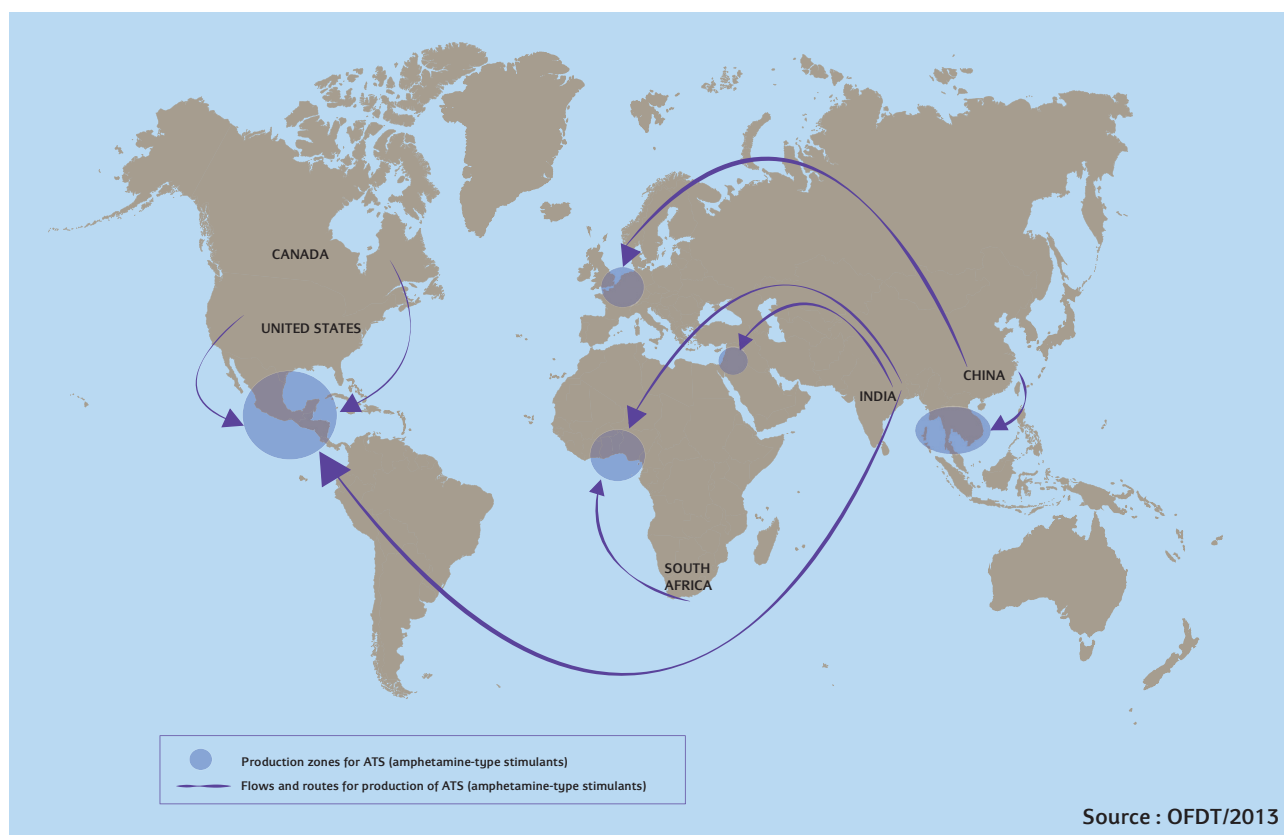 CANADA
UNITED STATES
CHINA
INDIA
SOUTH
AFRICA
Production zones for ATS (amphetamine-type stimulants)
Flows and routes for production of ATS (amphetamine-type stimulants)
Source : OFDT/2013